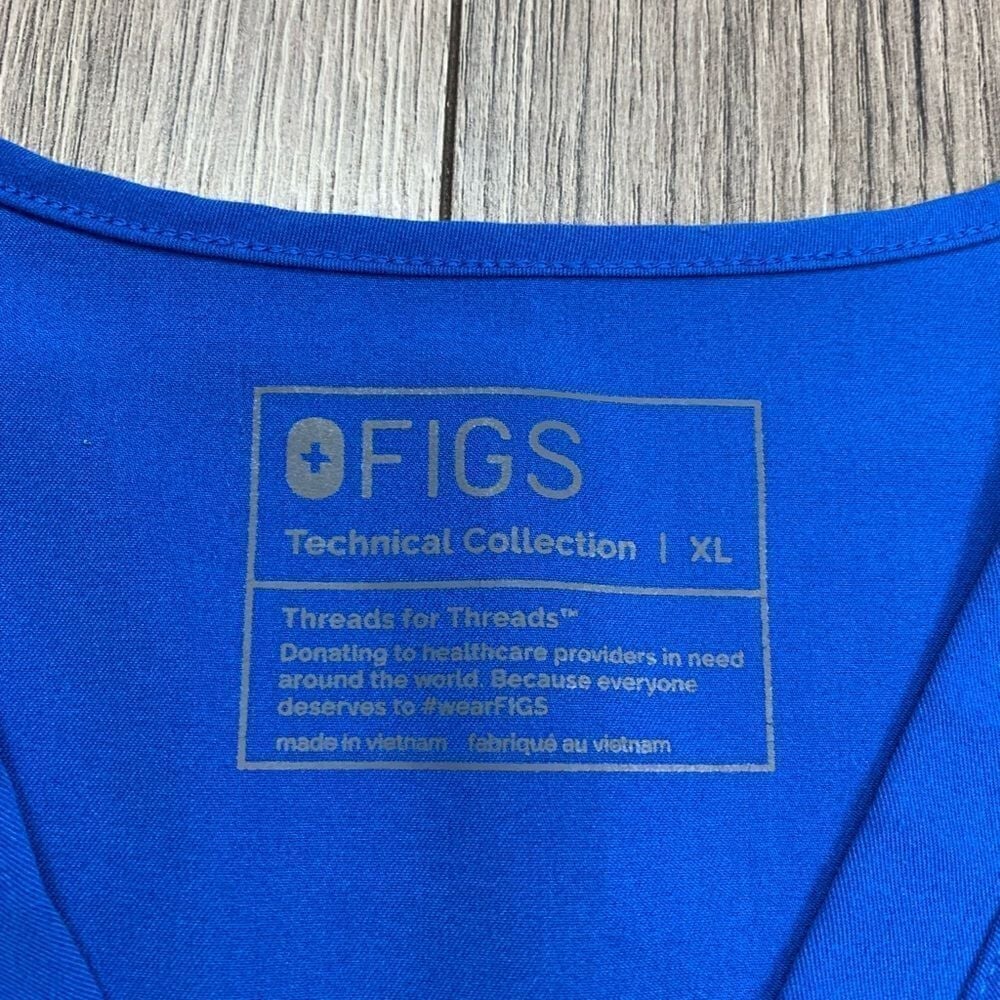 FIGS
Technical Collection | XL
Threads for Threads™
Donating to healthcare providers in need
around the world. Because everyone
deserves to #wearFIGS
made in vietnam fabriqué au vietnam